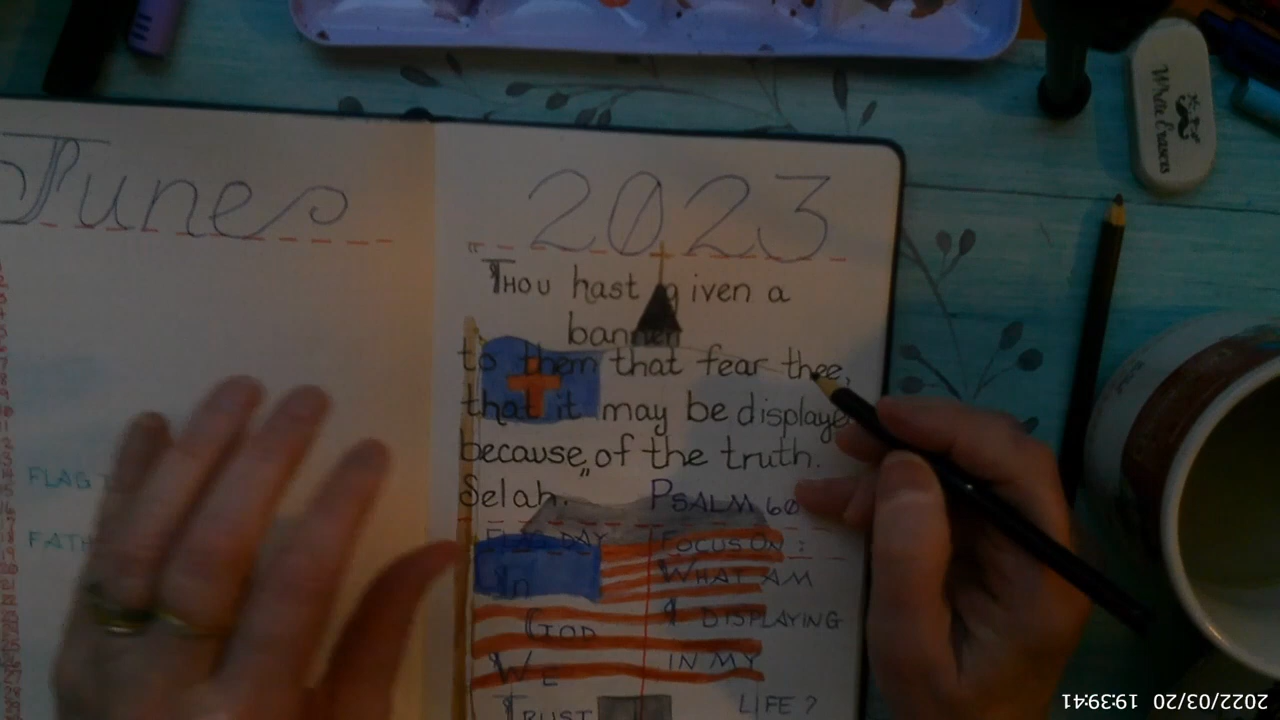 June 2023
"Thou hast given a
banner
to them that fear thee,
that it may be displaye
because of the truth.
Selah."
PSALM 60
FLAG
FATH
FLAG DAY
In
God
We
Trust
FOCUS ON :
WHAT AM
I DISPLAYING
IN MY
LIFE ?
White Erasers
2022/03/20 19:39:41